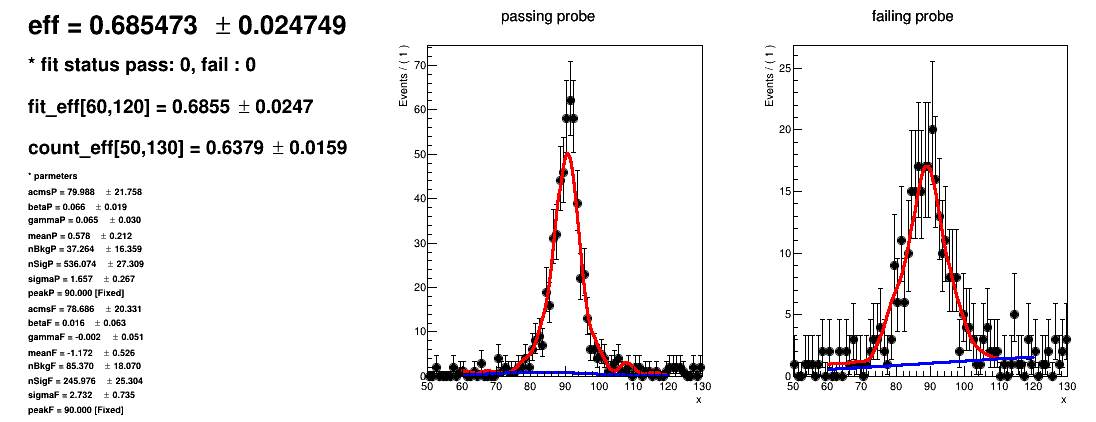 eff = 0.685473 ± 0.024749
* fit status pass: 0, fail : 0
fit_eff[60,120] = 0.6855 ± 0.0247
count_eff[50,130] = 0.6379 ± 0.0159
* parmeters
acmsP = 79.988 ± 21.758
betaP = 0.066 ± 0.019
gammaP = 0.065 ± 0.030
meanP = 0.578 ± 0.212
nBkgP = 37.264 ± 16.359
nSigP = 536.074 ± 27.309
sigmaP = 1.657 ± 0.267
peakP = 90.000 [Fixed]
acmsF = 78.686 ± 20.331
betaF = 0.016 ± 0.063
gammaF = -0.002 ± 0.051
meanF = -1.172 ± 0.526
nBkgF = 85.370 ± 18.070
nSigF = 245.976 ± 25.304
sigmaF = 2.732 ± 0.735
peakF = 90.000 [Fixed]
passing probe
Events / ( 1 )
70
60
50
40
30
20
10
0
50 60 70 80 90 100 110 120 130
x
failing probe
Events / ( 1 )
25
20
15
10
5
0
50 60 70 80 90 100 110 120 130
x